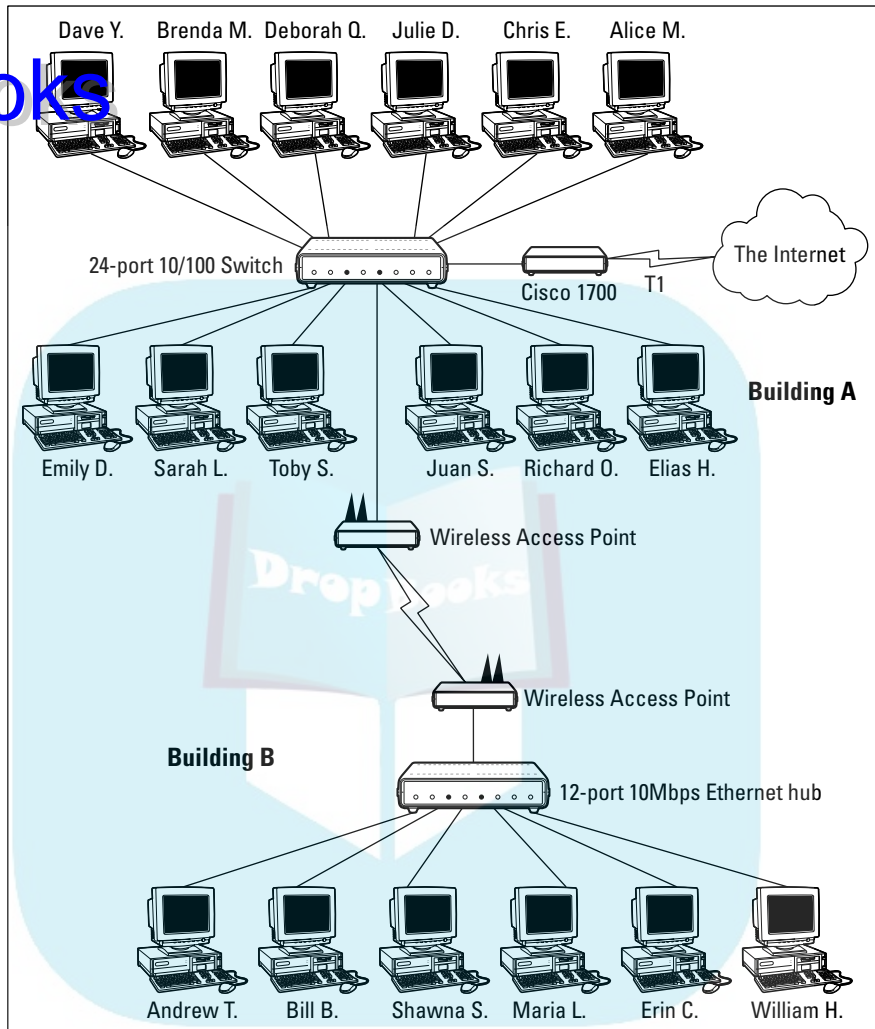 Dave Y. Brenda M. Deborah Q. Julie D. Chris E. Alice M.
oks
24-port 10/100 Switch
The Internet
Cisco 1700
T1
Building A
Emily D. Sarah L. Toby S. Juan S. Richard O. Elias H.
Wireless Access Point
DropBooks
Wireless Access Point
Building B
12-port 10Mbps Ethernet hub
Andrew T. Bill B. Shawna S. Maria L. Erin C. William H.